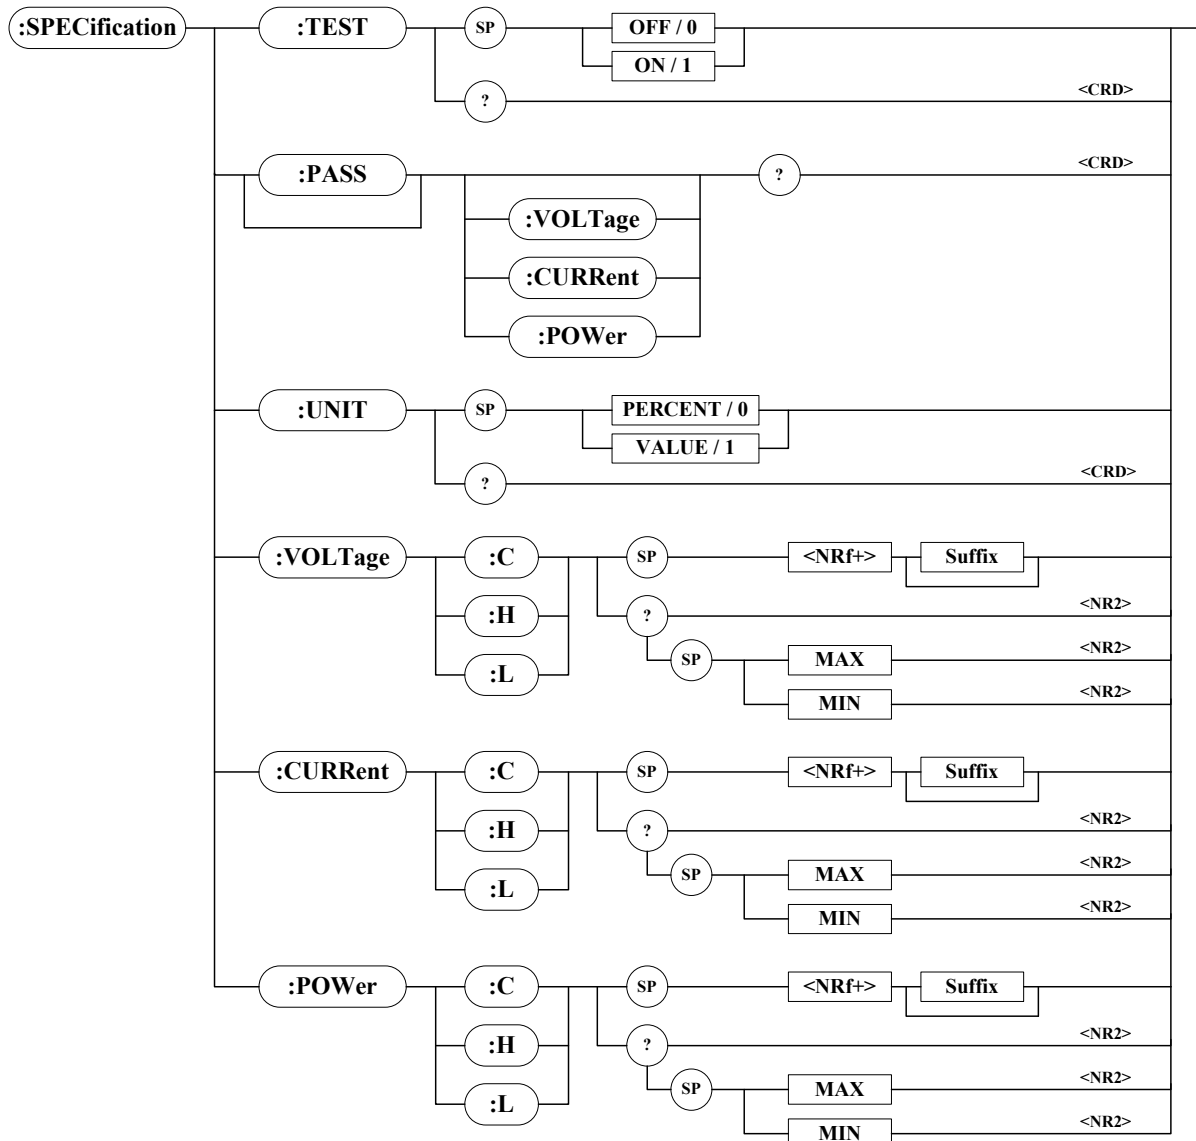 :SPECification :TEST SP OFF / 0
ON / 1
? <CRD>
:PASS ? <CRD>
:VOLTage
:CURRent
:POWer
:UNIT SP PERCENT / 0
VALUE / 1
? <CRD>
:VOLTage :C SP <NRf+> Suffix
:H ? <NR2>
:L SP MAX <NR2>
MIN <NR2>
:CURRent :C SP <NRf+> Suffix
:H ? <NR2>
:L SP MAX <NR2>
MIN <NR2>
:POWer :C SP <NRf+> Suffix
:H ? <NR2>
:L SP MAX <NR2>
MIN <NR2>